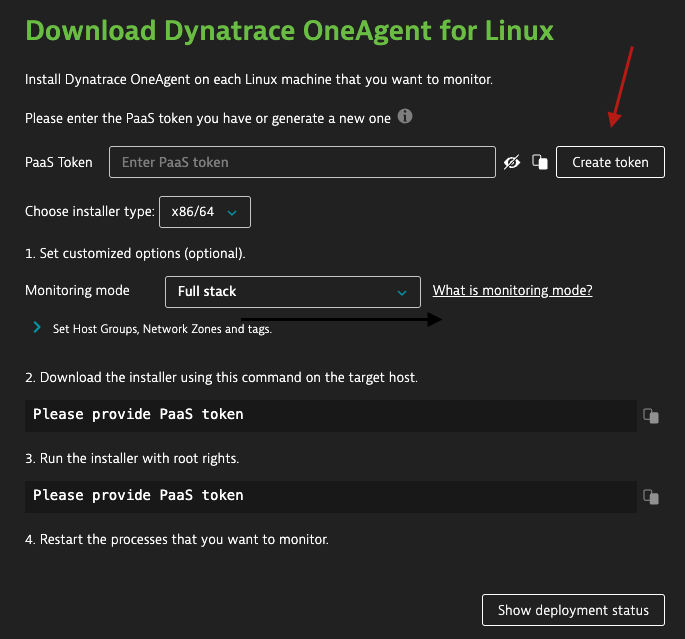 Download Dynatrace OneAgent for Linux
Install Dynatrace OneAgent on each Linux machine that you want to monitor.
Please enter the PaaS token you have or generate a new one
PaaS Token Enter PaaS token Create token
Choose installer type: x86/64
1. Set customized options (optional).
Monitoring mode Full stack What is monitoring mode?
Set Host Groups, Network Zones and tags.
2. Download the installer using this command on the target host.
Please provide PaaS token
3. Run the installer with root rights.
Please provide PaaS token
4. Restart the processes that you want to monitor.
Show deployment status